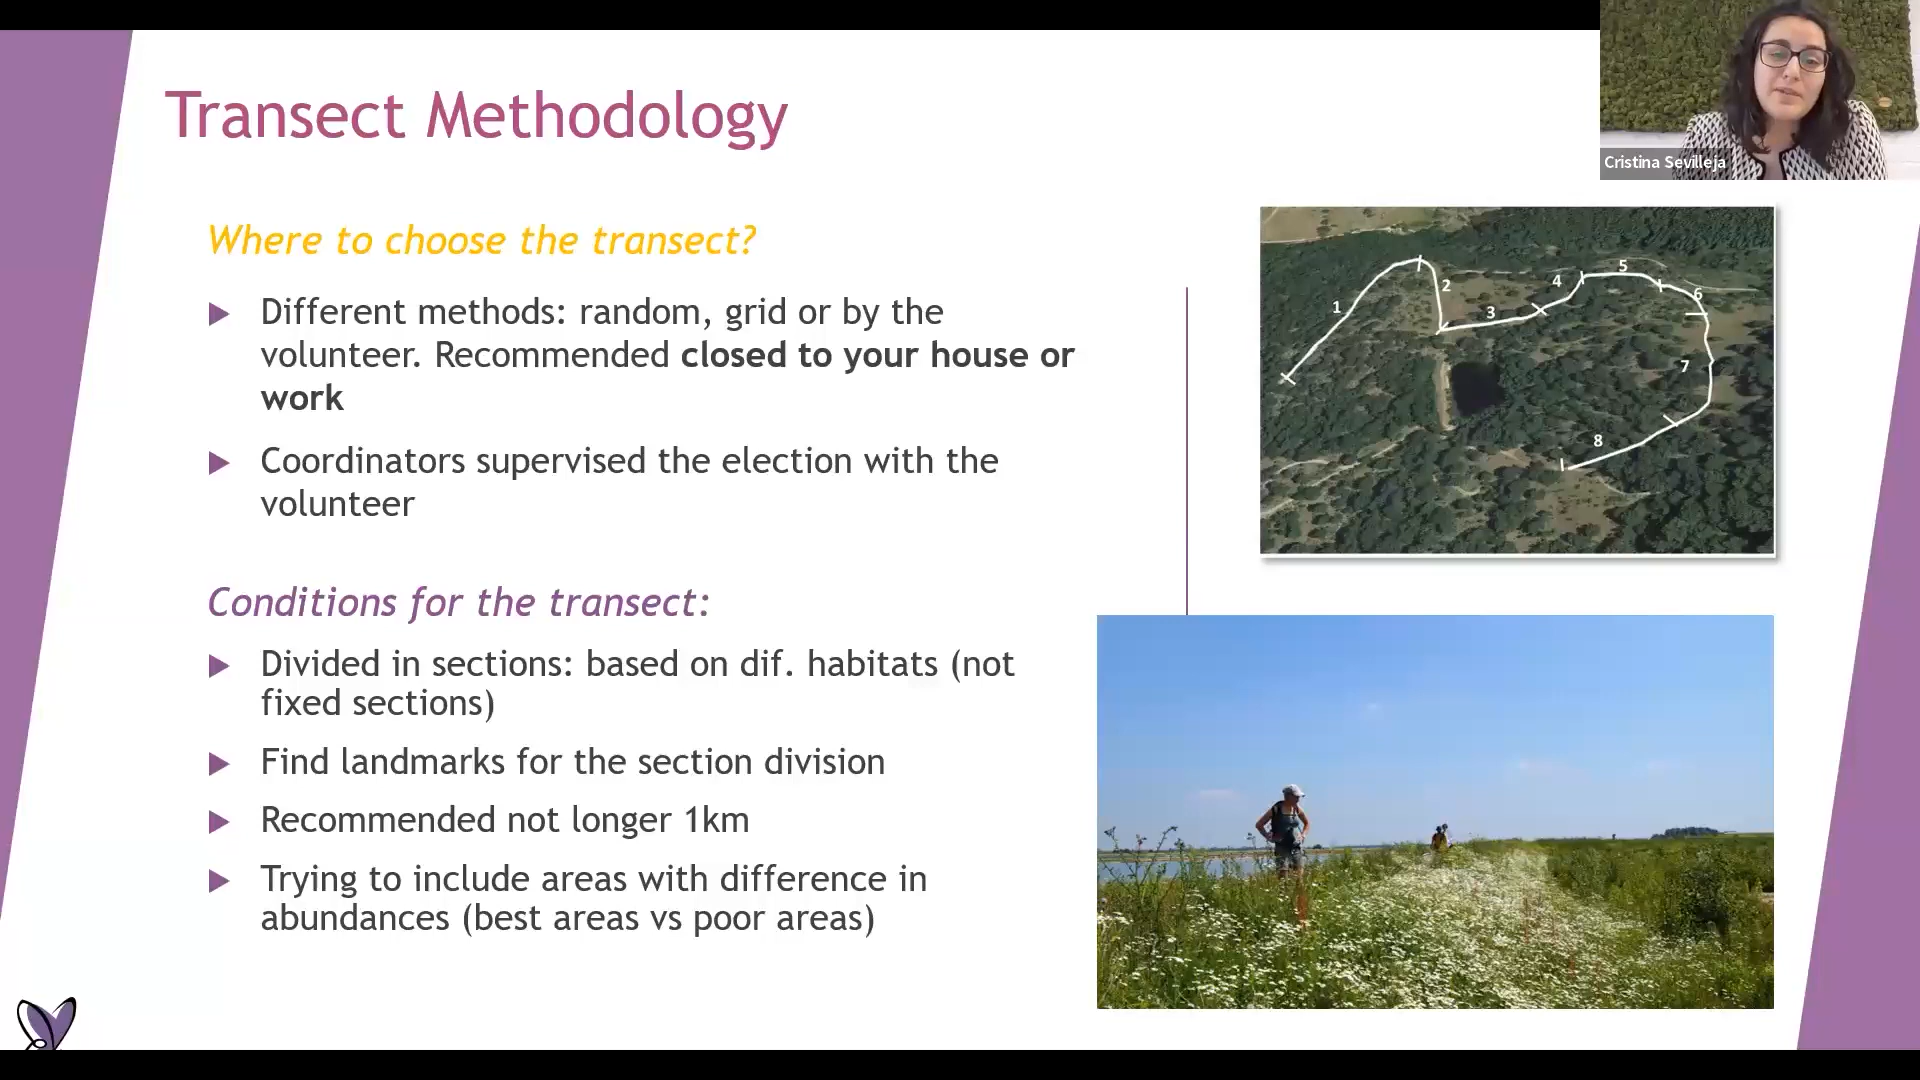 Transect Methodology
Cristina Sevilleja
Where to choose the transect?
Different methods: random, grid or by the
volunteer. Recommended closed to your house or
work
Coordinators supervised the election with the
volunteer
Conditions for the transect:
Divided in sections: based on dif. habitats (not
fixed sections)
Find landmarks for the section division
Recommended not longer 1km
Trying to include areas with difference in
abundances (best areas vs poor areas)
1
2
3
4
5
6
7
8